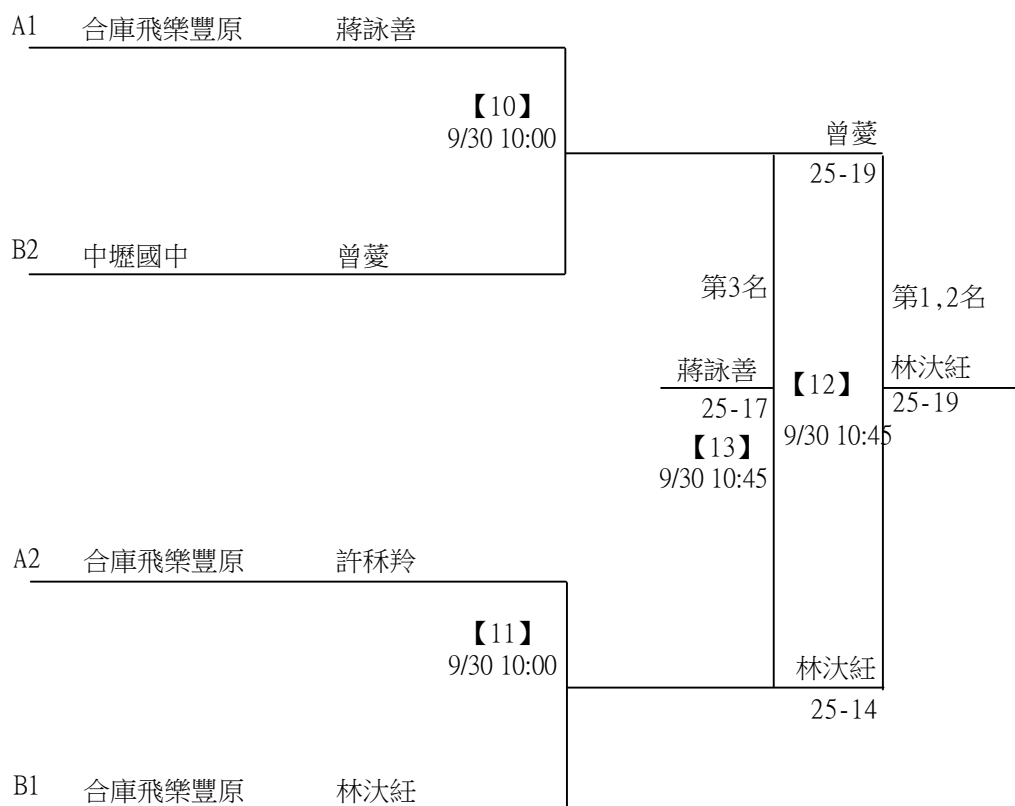 A1 合庫飛樂豐原 蔣詠善
【10】
9/30 10:00
曾薆
25-19
B2 中壢國中 曾薆
第3名
第1,2名
蔣詠善
25-17
【13】
9/30 10:45
【12】
9/30 10:45
林汏紝
25-19
A2 合庫飛樂豐原 許秝羚
【11】
9/30 10:00
林汏紝
25-14
B1 合庫飛樂豐原 林汏紝